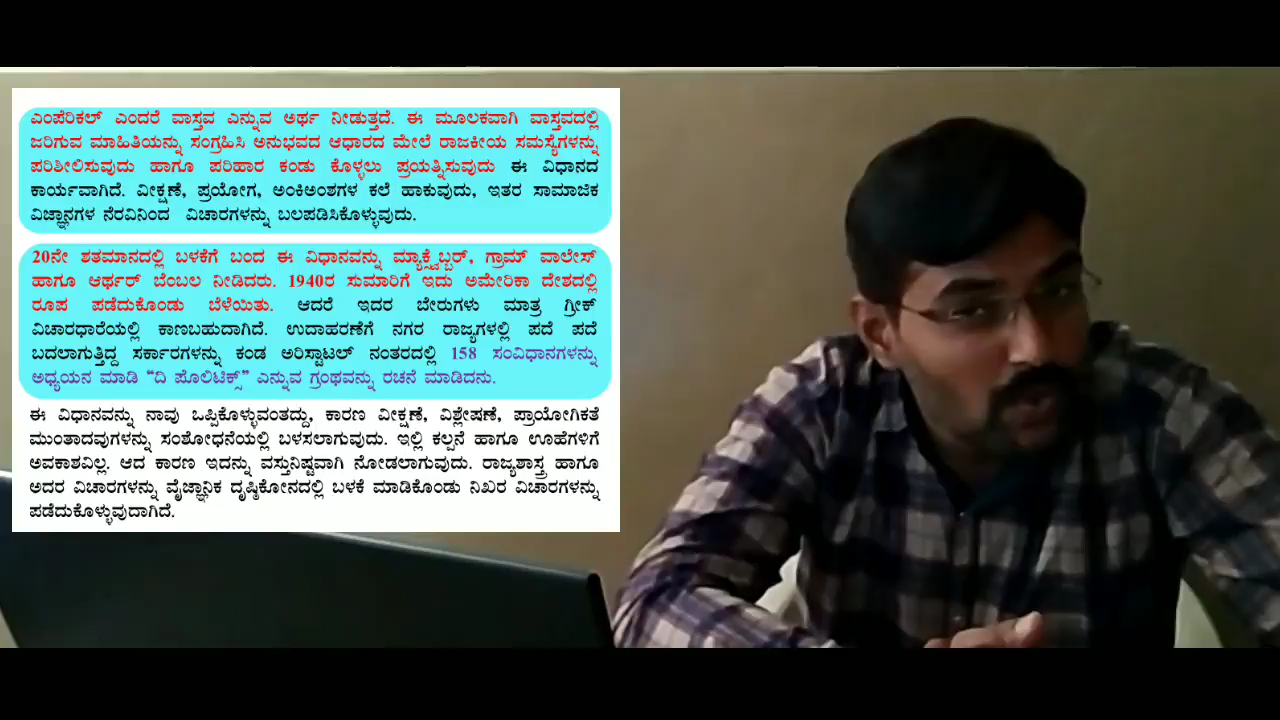 ಎಂಪೆರಿಕಲ್ ಎಂದರೆ ವಾಸ್ತವ ಎನ್ನುವ ಅರ್ಥ ನೀಡುತ್ತದೆ. ಈ ಮೂಲಕವಾಗಿ ವಾಸ್ತವದಲ್ಲಿ
ಜರಿಗುವ ಮಾಹಿತಿಯನ್ನು ಸಂಗ್ರಹಿಸಿ ಅನುಭವದ ಆಧಾರದ ಮೇಲೆ ರಾಜಕೀಯ ಸಮಸ್ಯೆಗಳನ್ನು
ಪರಿಶೀಲಿಸುವುದು ಹಾಗೂ ಪರಿಹಾರ ಕಂಡು ಕೊಳ್ಳಲು ಪ್ರಯತ್ನಿಸುವುದು ಈ ವಿಧಾನದ
ಕಾರ್ಯವಾಗಿದೆ. ವೀಕ್ಷಣೆ, ಪ್ರಯೋಗ, ಅಂಕಿಅಂಶಗಳ ಕಲೆ ಹಾಕುವುದು, ಇತರ ಸಾಮಾಜಿಕ
ವಿಜ್ಞಾನಗಳ ನೆರವಿನಿಂದ ವಿಚಾರಗಳನ್ನು ಬಲಪಡಿಸಿಕೊಳ್ಳುವುದು.
20ನೇ ಶತಮಾನದಲ್ಲಿ ಬಳಕೆಗೆ ಬಂದ ಈ ವಿಧಾನವನ್ನು ಮ್ಯಾಕ್ಸ್‌ವೆಬ್ಬರ್, ಗ್ರಾಮ್ ವಾಲೇಸ್
ಹಾಗೂ ಆರ್ಥರ್ ಬೆಂಬಲ ನೀಡಿದರು. 1940ರ ಸುಮಾರಿಗೆ ಇದು ಅಮೇರಿಕಾ ದೇಶದಲ್ಲಿ
ರೂಪ ಪಡೆದುಕೊಂಡು ಬೆಳೆಯಿತು. ಆದರೆ ಇದರ ಬೇರುಗಳು ಮಾತ್ರ ಗ್ರೀಕ್
ವಿಚಾರಧಾರೆಯಲ್ಲಿ ಕಾಣಬಹುದಾಗಿದೆ. ಉದಾಹರಣೆಗೆ ನಗರ ರಾಜ್ಯಗಳಲ್ಲಿ ಪದೆ ಪದೆ
ಬದಲಾಗುತ್ತಿದ್ದ ಸರ್ಕಾರಗಳನ್ನು ಕಂಡ ಅರಿಸ್ಟಾಟಲ್ ನಂತರದಲ್ಲಿ 158 ಸಂವಿಧಾನಗಳನ್ನು
ಅಧ್ಯಯನ ಮಾಡಿ “ದಿ ಪೊಲಿಟಿಕ್ಸ್” ಎನ್ನುವ ಗ್ರಂಥವನ್ನು ರಚನೆ ಮಾಡಿದನು.
ಈ ವಿಧಾನವನ್ನು ನಾವು ಒಪ್ಪಿಕೊಳ್ಳುವಂತದ್ದು, ಕಾರಣ ವೀಕ್ಷಣೆ, ವಿಶ್ಲೇಷಣೆ, ಪ್ರಾಯೋಗಿಕತೆ
ಮುಂತಾದವುಗಳನ್ನು ಸಂಶೋಧನೆಯಲ್ಲಿ ಬಳಸಲಾಗುವುದು. ಇಲ್ಲಿ ಕಲ್ಪನೆ ಹಾಗೂ ಊಹೆಗಳಿಗೆ
ಅವಕಾಶವಿಲ್ಲ. ಆದ ಕಾರಣ ಇದನ್ನು ವಸ್ತುನಿಷ್ಟವಾಗಿ ನೋಡಲಾಗುವುದು. ರಾಜ್ಯಶಾಸ್ತ್ರ ಹಾಗೂ
ಅದರ ವಿಚಾರಗಳನ್ನು ವೈಜ್ಞಾನಿಕ ದೃಷ್ಠಿಕೋನದಲ್ಲಿ ಬಳಕೆ ಮಾಡಿಕೊಂಡು ನಿಖರ ವಿಚಾರಗಳನ್ನು
ಪಡೆದುಕೊಳ್ಳುವುದಾಗಿದೆ.